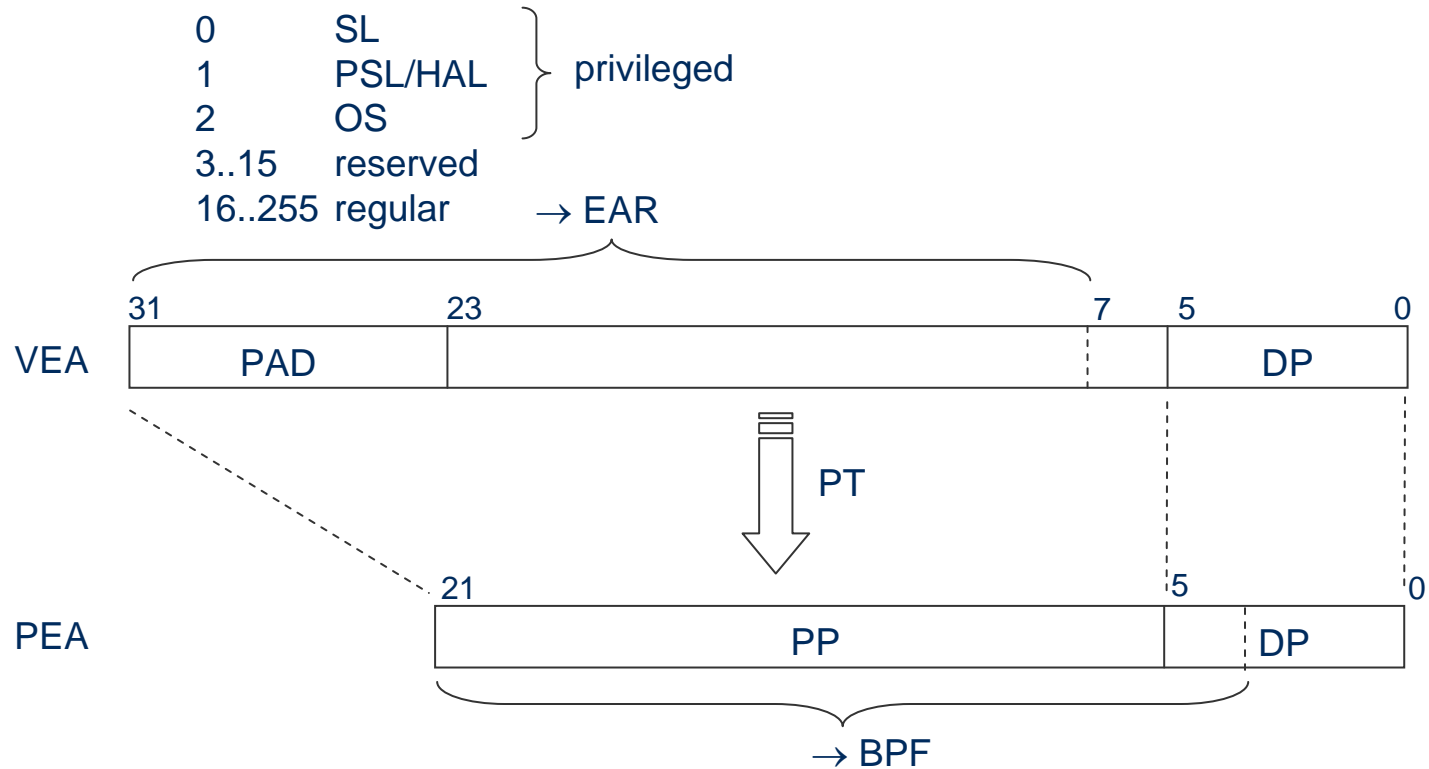 0 SL
1 PSL/HAL
2 OS
privileged
3..15 reserved
16..255 regular → EAR
31 23 7 5 0
VEA PAD DP
PT
21 5 0
PEA PP DP
→ BPF